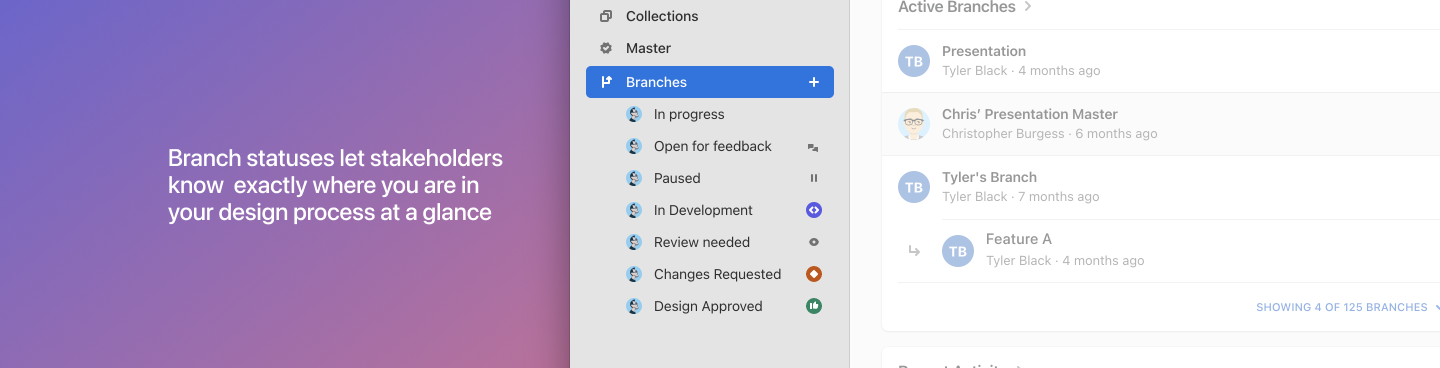 Branch statuses let stakeholders
know exactly where you are in
your design process at a glance
Collections
Master
Branches
In progress
Open for feedback
Paused
In Development
Review needed
Changes Requested
Design Approved
Active Branches
TB
Presentation
Tyler Black · 4 months ago
Chris' Presentation Master
Christopher Burgess · 6 months ago
TB
Tyler's Branch
Tyler Black · 7 months ago
TB
Feature A
Tyler Black · 4 months ago
SHOWING 4 OF 125 BRANCHES